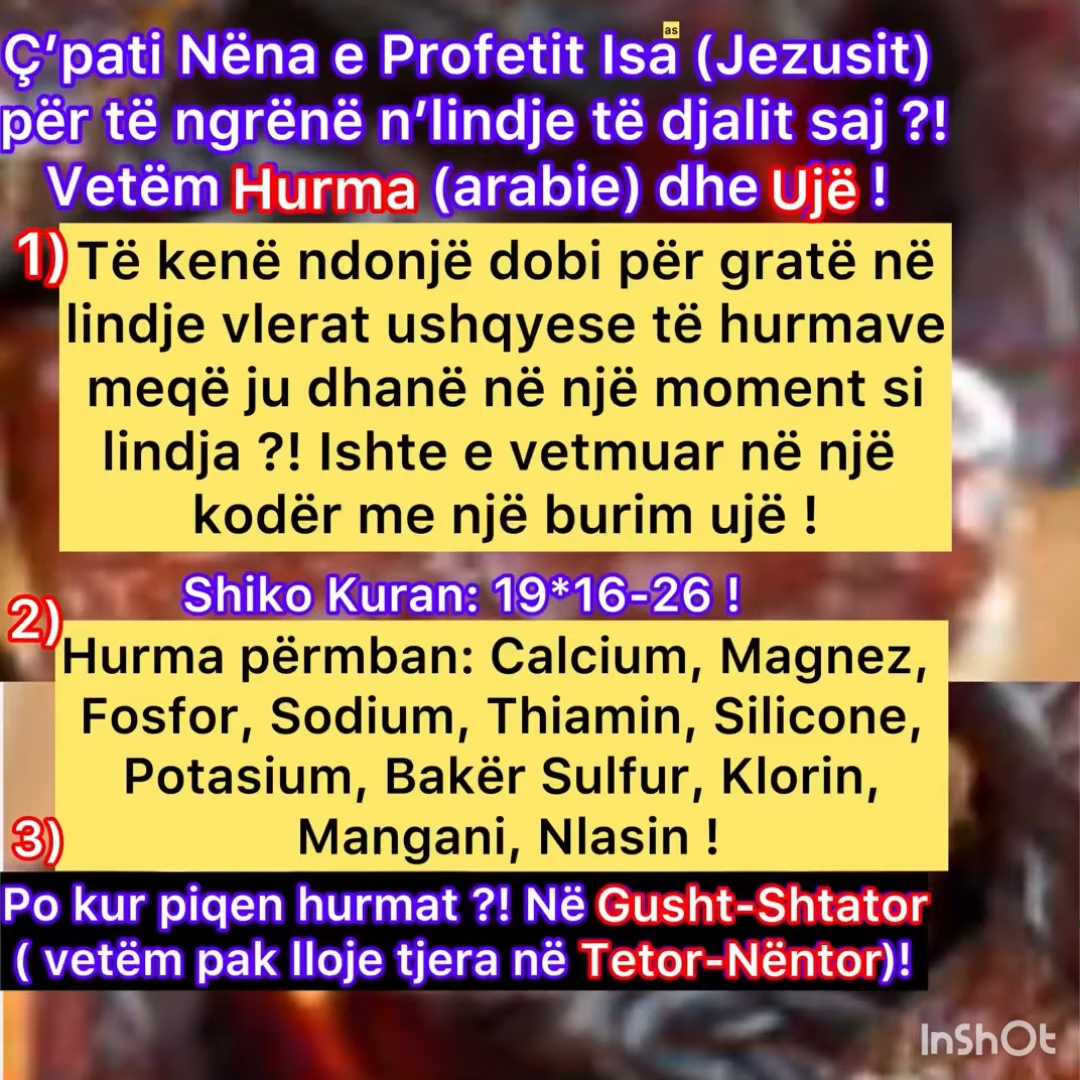 Ç'pati Nëna e Profetit Isa as (Jezusit)
për të ngrënë n'lindje të djalit saj ?!
Vetëm Hurma (arabie) dhe Ujë !
1) Të kenë ndonjë dobi për gratë në
lindje vlerat ushqyese të hurmave
meqë ju dhanë në një moment si
lindja ?! Ishte e vetmuar në një
kodër me një burim ujë !
Shiko Kuran: 19*16-26 !
2) Hurma përmban: Calcium, Magnez,
Fosfor, Sodium, Thiamin, Silicone,
Potasium, Bakër Sulfur, Klorin,
Mangani, Nlasin !
3)
Po kur piqen hurmat ?! Në Gusht-Shtator
( vetëm pak lloje tjera në Tetor-Nëntor)!
InShOt